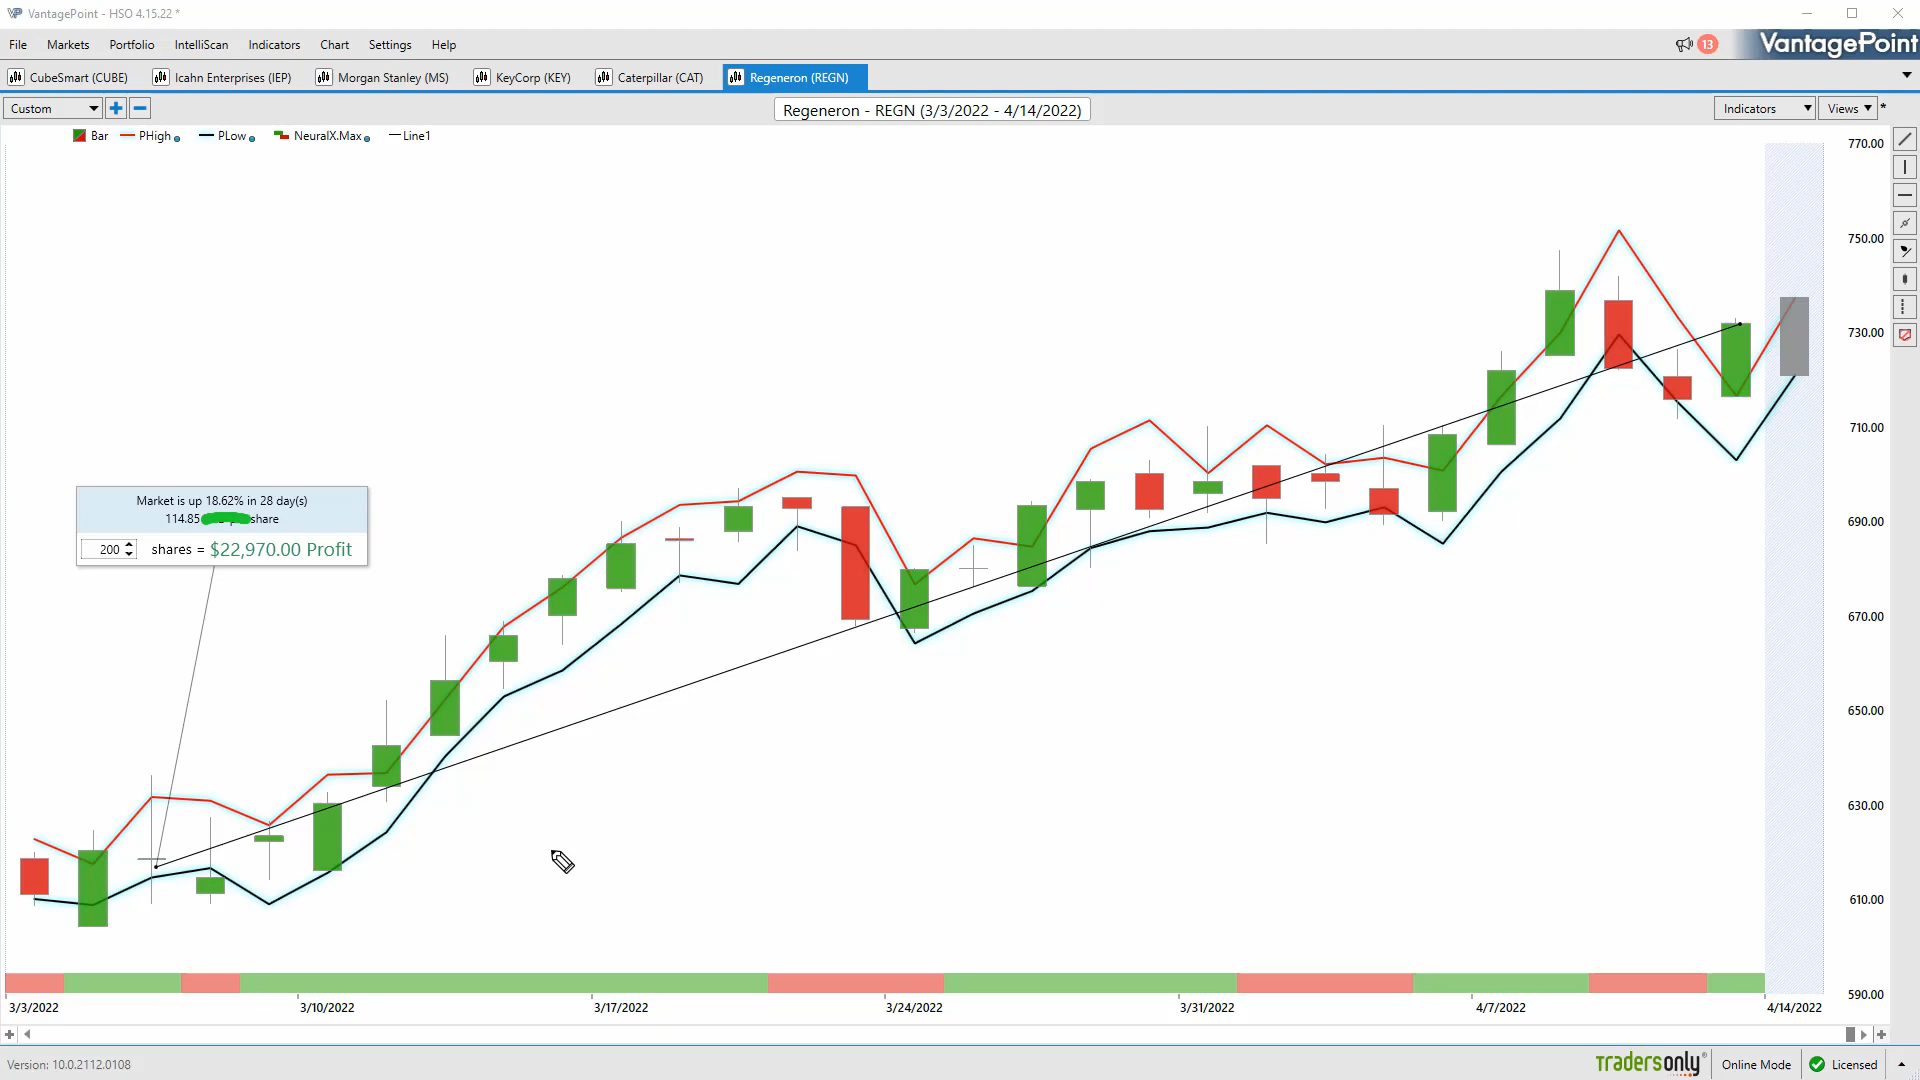 VantagePoint - HSO 4.15.22 *
File Markets Portfolio IntelliScan Indicators Chart Settings Help 13 VantagePoint
CubeSmart (CUBE) Icahn Enterprises (IEP) Morgan Stanley (MS) KeyCorp (KEY) Caterpillar (CAT) Regeneron (REGN)
Custom Regeneron - REGN (3/3/2022 - 4/14/2022) Indicators Views *
Bar PHigh PLow NeuralX.Max Line1
770.00
750.00
730.00
710.00
690.00
670.00
650.00
630.00
610.00
590.00
Market is up 18.62% in 28 day(s)
114.85 share
200 shares = $22,970.00 Profit
3/3/2022 3/10/2022 3/17/2022 3/24/2022 3/31/2022 4/7/2022 4/14/2022
Version: 10.0.2112.0108 tradersonly Online Mode Licensed